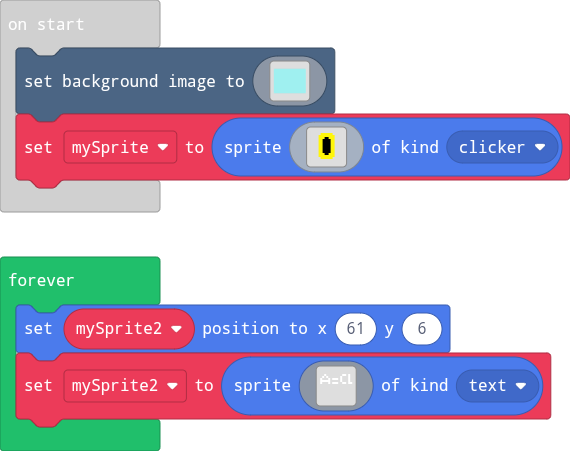 on start
set background image to
set mySprite to sprite of kind clicker
forever
set mySprite2 position to x 61 y 6
set mySprite2 to sprite A=Cl of kind text